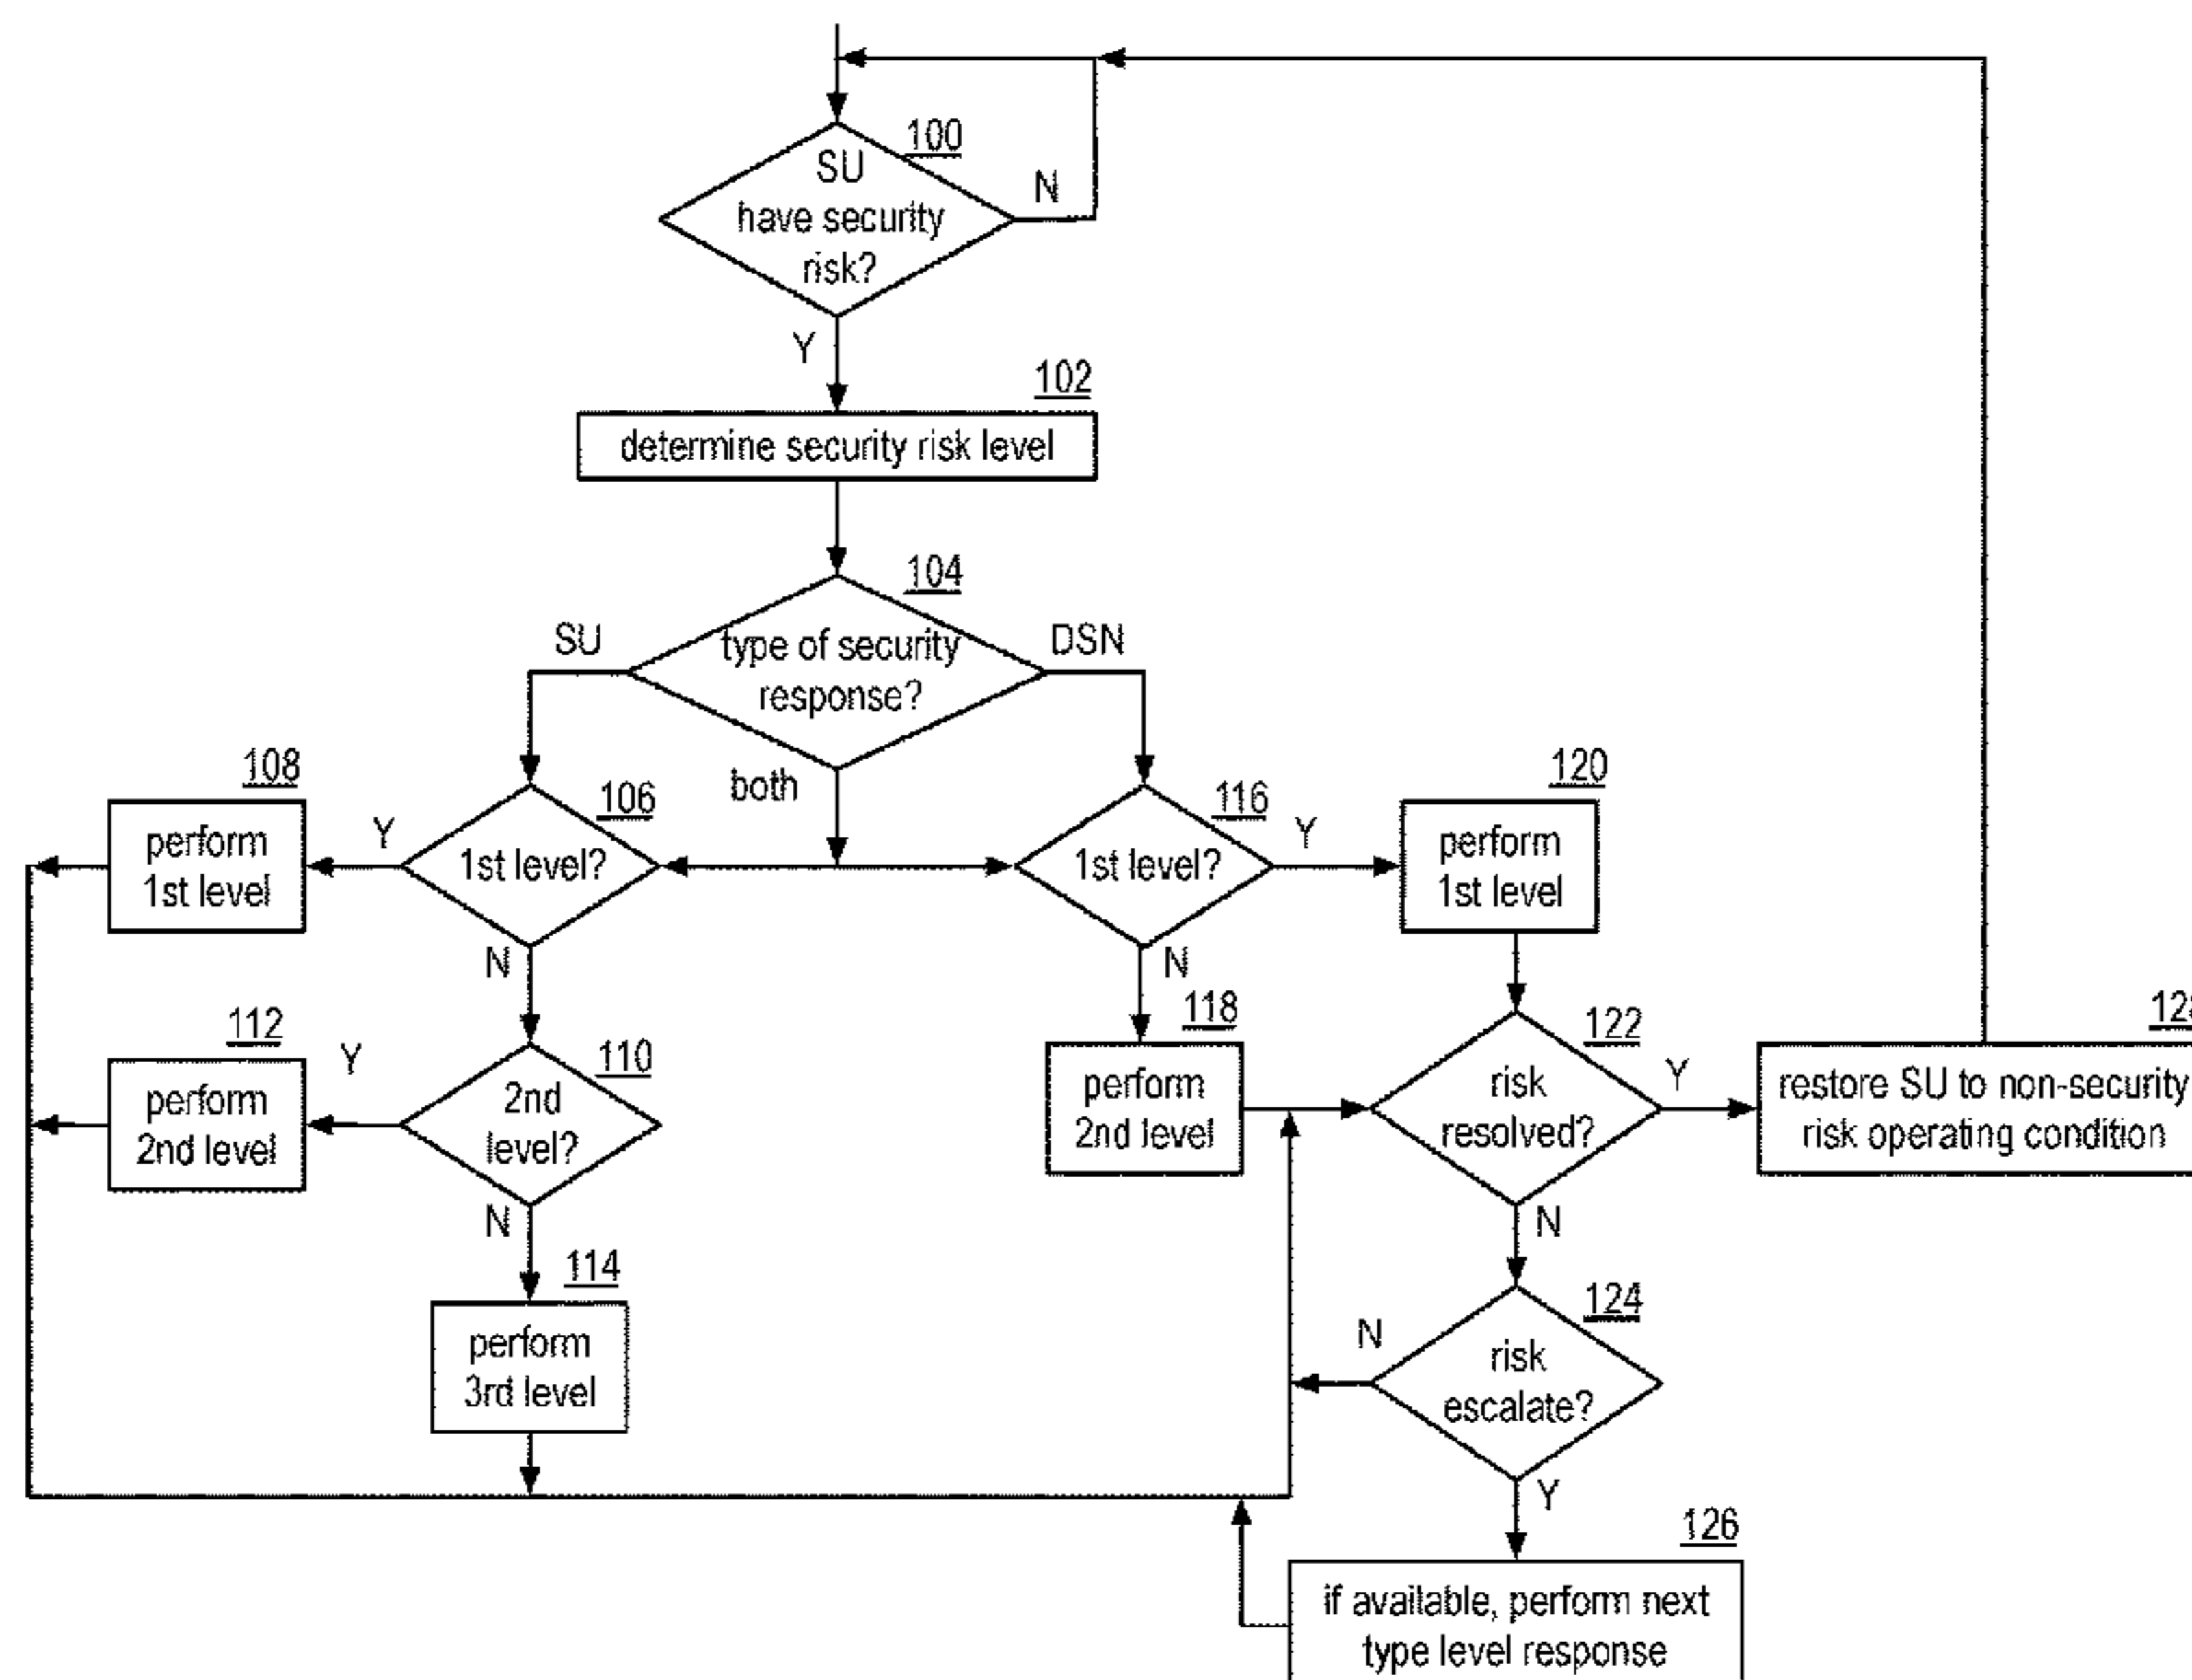 100
SU
have security
risk?
N
Y
102
determine security risk level
104
SU
type of security
response?
DSN
both
108
perform
1st level
Y
106
1st level?
N
116
1st level?
Y
N
120
perform
1st level
112
perform
2nd level
Y
110
2nd
level?
N
118
perform
2nd level
122
risk
resolved?
Y
N
restore SU to non-security
risk operating condition
114
perform
3rd level
124
N
risk
escalate?
Y
126
if available, perform next
type level response